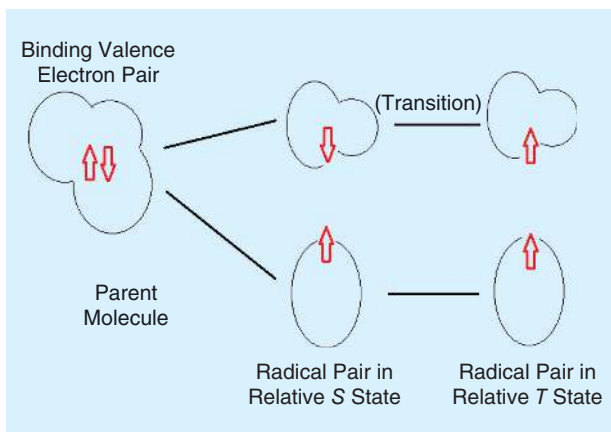 Binding Valence
Electron Pair
(Transition)
Parent
Molecule
Radical Pair in
Relative S State
Radical Pair in
Relative T State